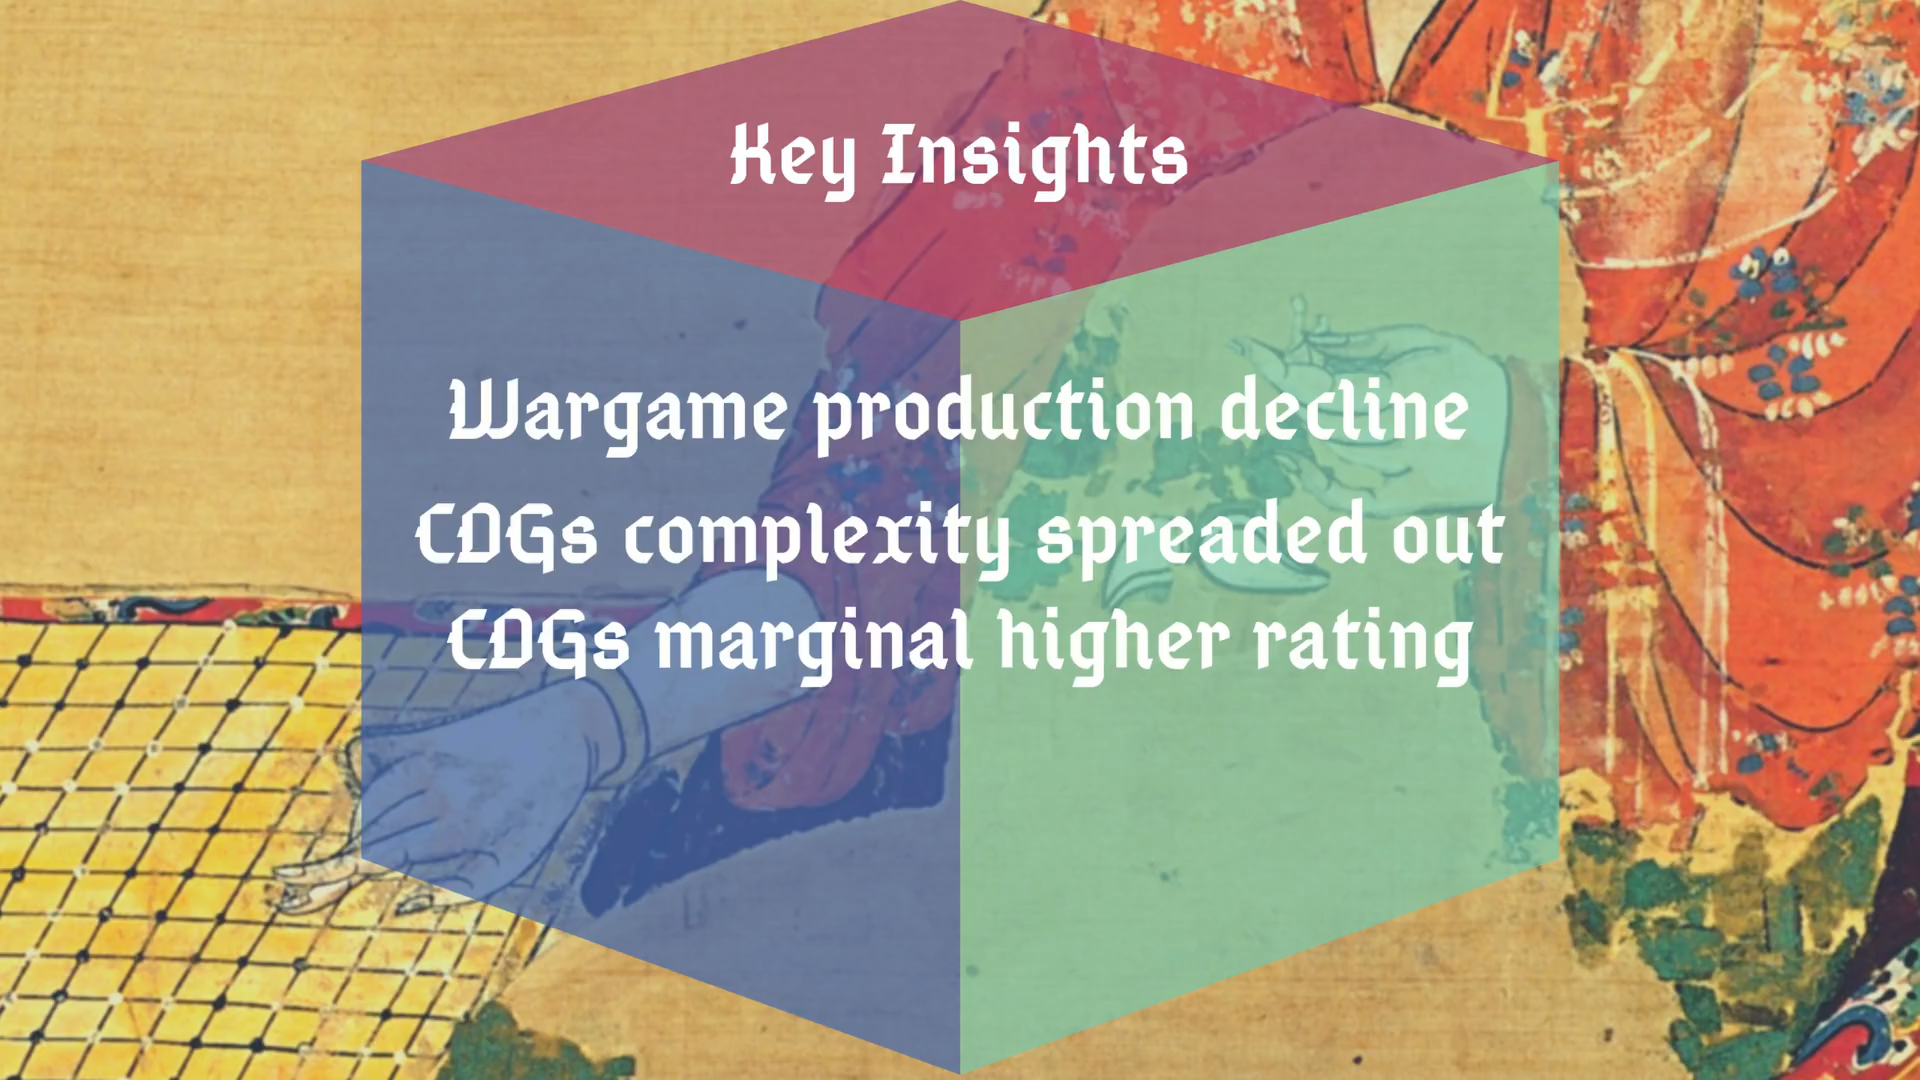 Key Insights
Wargame production decline
CDGs complexity spreaded out
CDGs marginal higher rating